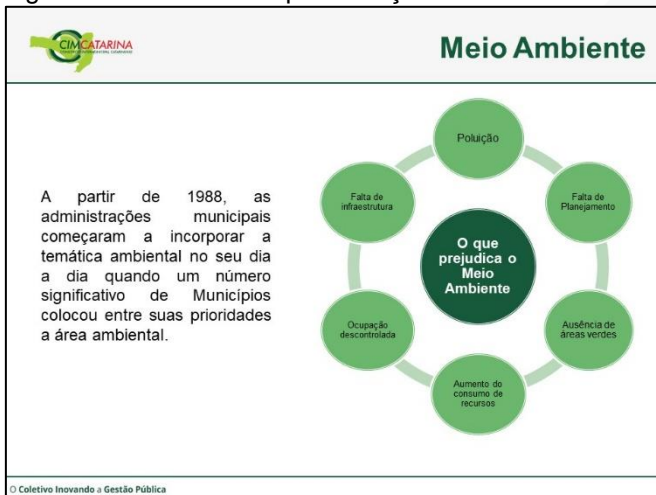 CIMCATARINA
Meio Ambiente
A partir de 1988, as
administrações municipais
começaram a incorporar a
temática ambiental no seu dia
a dia quando um número
significativo de Municípios
colocou entre suas prioridades
a área ambiental.
Poluição
Falta de
Planejamento
Ausência de
áreas verdes
Aumento do
consumo de
recursos
Ocupação
descontrolada
Falta de
infraestrutura
O que
prejudica o
Meio
Ambiente
O Coletivo Inovando a Gestão Pública